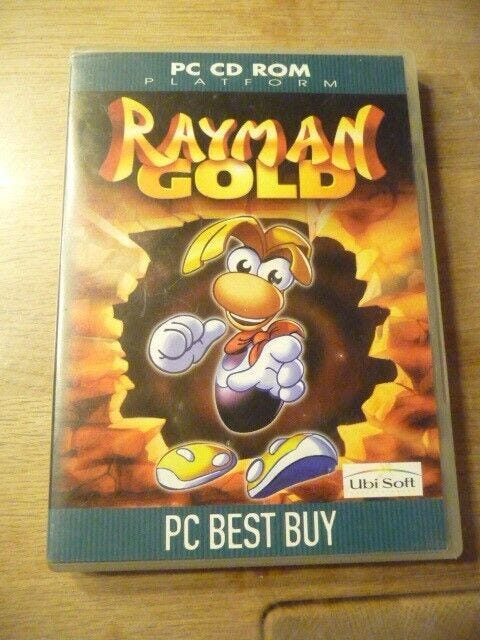 PC CD ROM
PLATFORM
RAYMAN
GOLD
Ubi Soft
PC BEST BUY